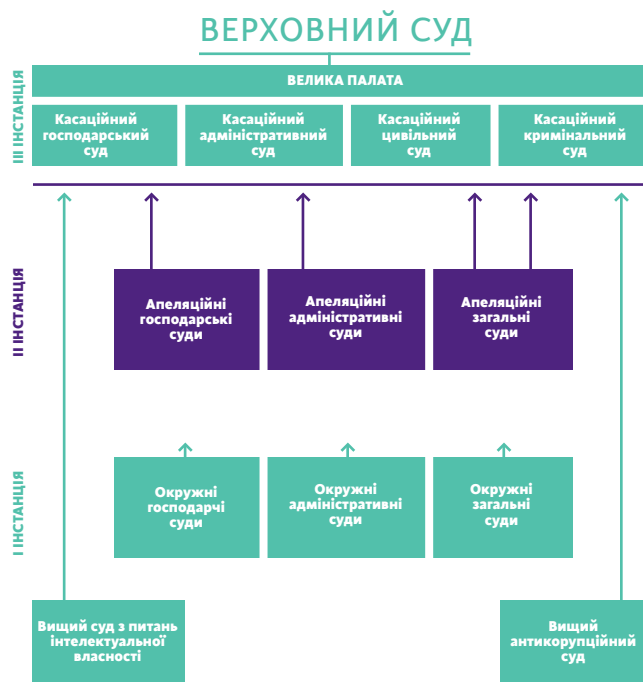 ВЕРХОВНИЙ СУД
ВЕЛИКА ПАЛАТА
III ІНСТАНЦІЯ
Касаційний
господарський
суд
Касаційний
адміністративний
суд
Касаційний
цивільний
суд
Касаційний
кримінальний
суд
II ІНСТАНЦІЯ
Апеляційні
господарські
суди
Апеляційні
адміністративні
суди
Апеляційні
загальні
суди
I ІНСТАНЦІЯ
Окружні
господарчі
суди
Окружні
адміністративні
суди
Окружні
загальні
суди
Вищий суд з питань
інтелектуальної
власності
Вищий
антикорупційний
суд